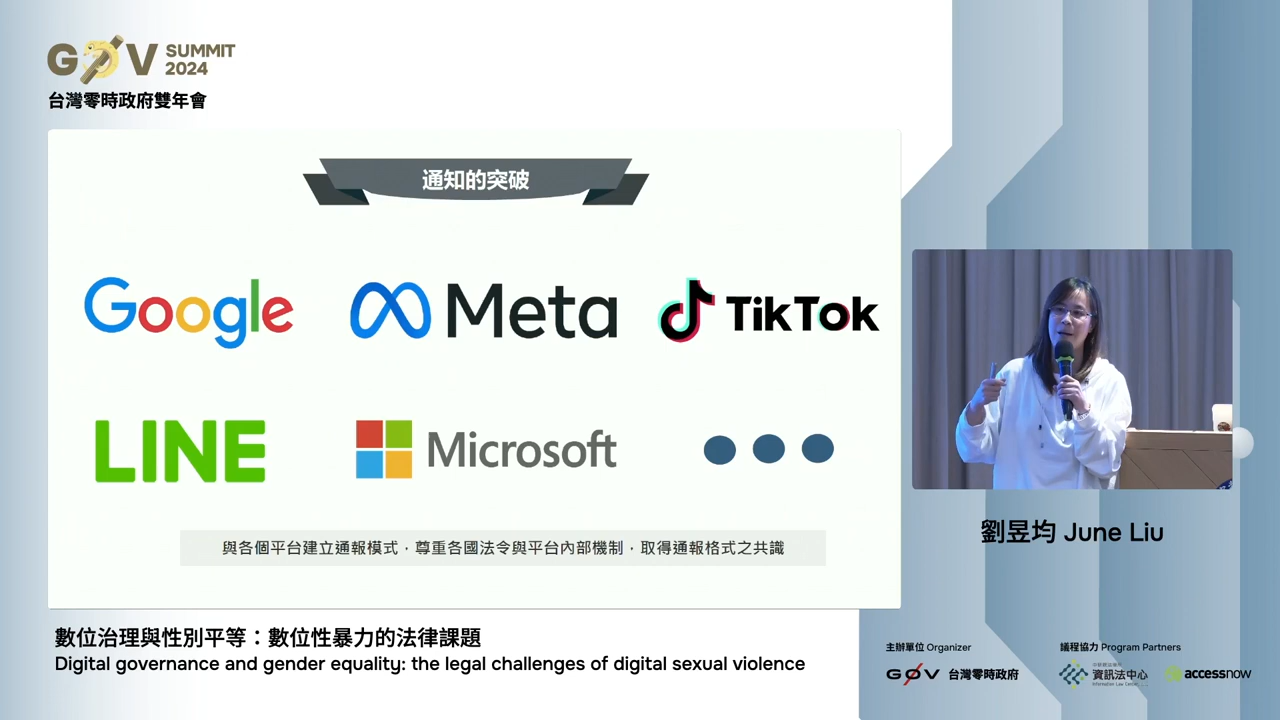 G0V SUMMIT 2024
台灣零時政府雙年會
通知的突破
Google
Meta
TikTok
LINE
Microsoft
與各個平台建立通報模式，尊重各國法令與平台內部機制，取得通報格式之共識
劉昱均 June Liu
數位治理與性別平等：數位性暴力的法律課題
Digital governance and gender equality: the legal challenges of digital sexual violence
主辦單位 Organizer
G0V 台灣零時政府
議程協力 Program Partners
資訊法中心
Information Law Center
accessnow